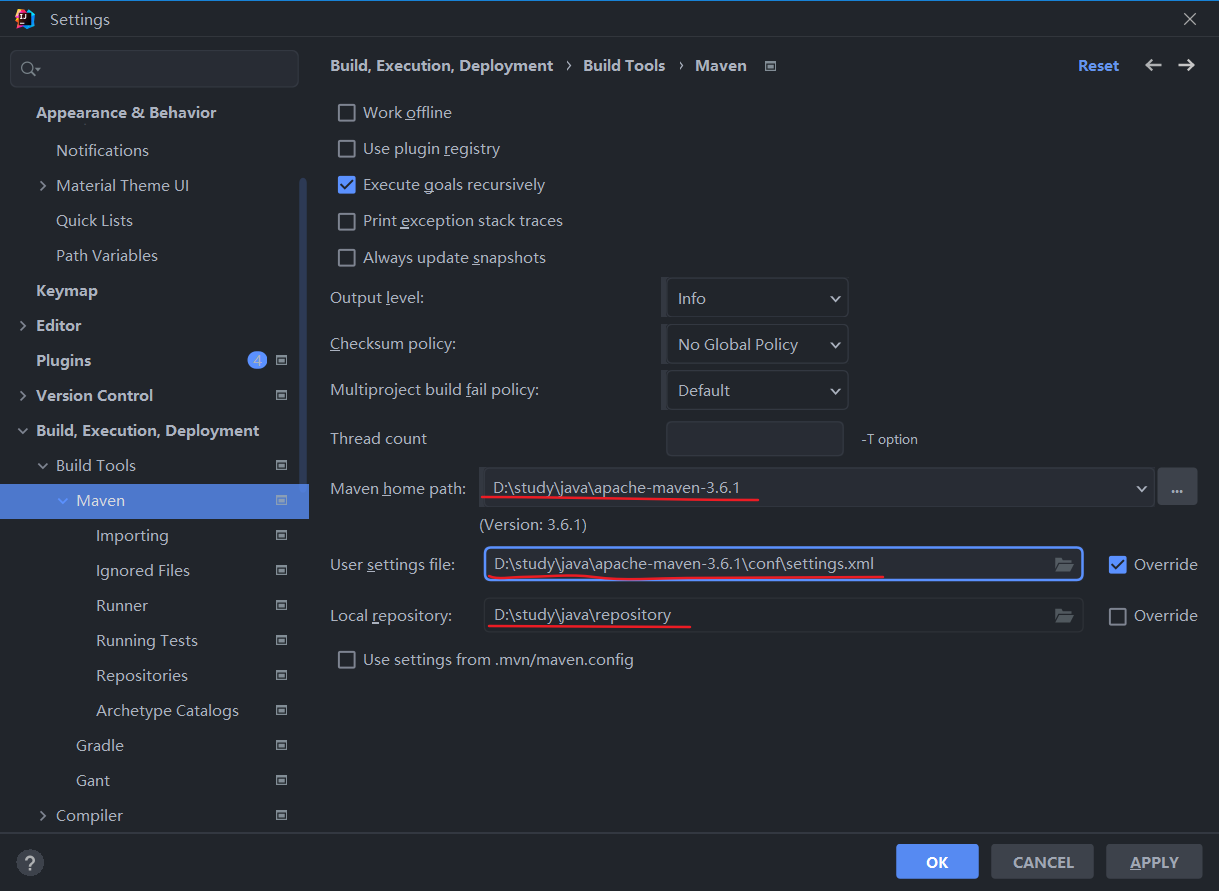 Settings
Build, Execution, Deployment › Build Tools › Maven
Reset
Appearance & Behavior
Notifications
Material Theme UI
Quick Lists
Path Variables
Keymap
Editor
Plugins 4
Version Control
Build, Execution, Deployment
Build Tools
Maven
Importing
Ignored Files
Runner
Running Tests
Repositories
Archetype Catalogs
Gradle
Gant
Compiler
Work offline
Use plugin registry
Execute goals recursively
Print exception stack traces
Always update snapshots
Output level: Info
Checksum policy: No Global Policy
Multiproject build fail policy: Default
Thread count -T option
Maven home path: D:\study\java\apache-maven-3.6.1 ...
(Version: 3.6.1)
User settings file: D:\study\java\apache-maven-3.6.1\conf\settings.xml Override
Local repository: D:\study\java\repository Override
Use settings from .mvn/maven.config
? OK CANCEL APPLY